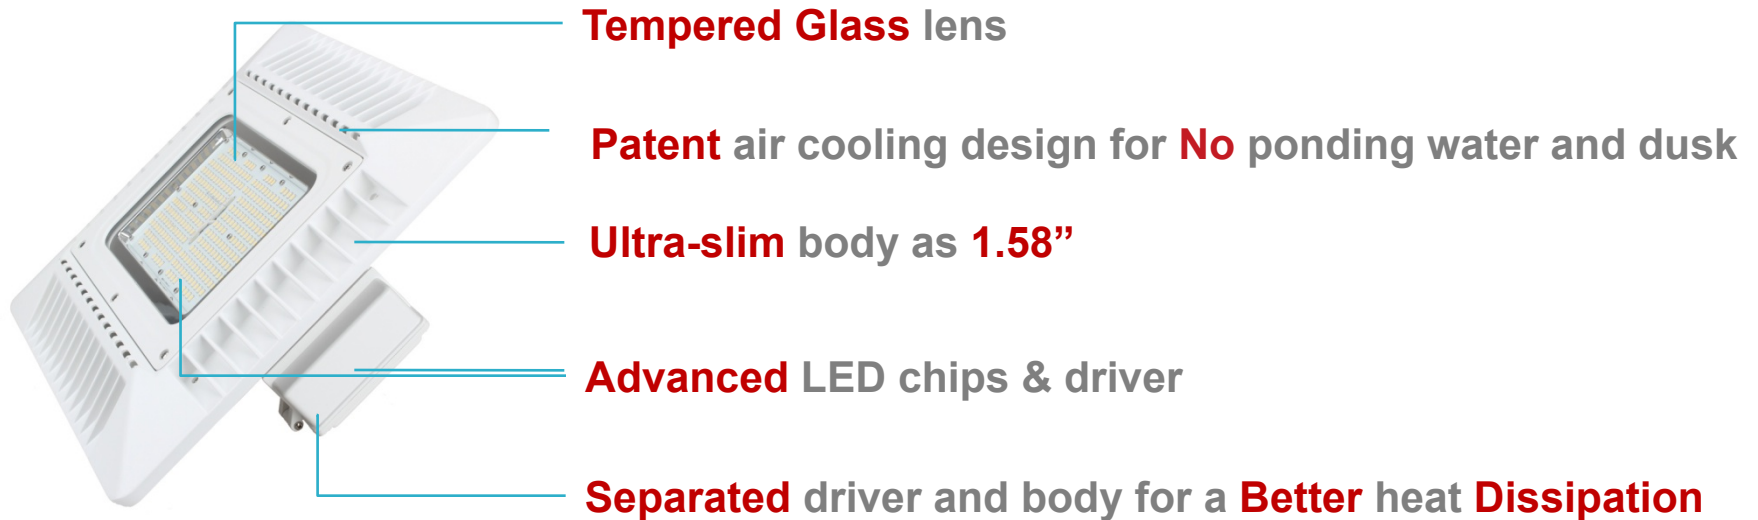 Tempered Glass lens
Patent air cooling design for No ponding water and dusk
Ultra-slim body as 1.58”
Advanced LED chips & driver
Separated driver and body for a Better heat Dissipation